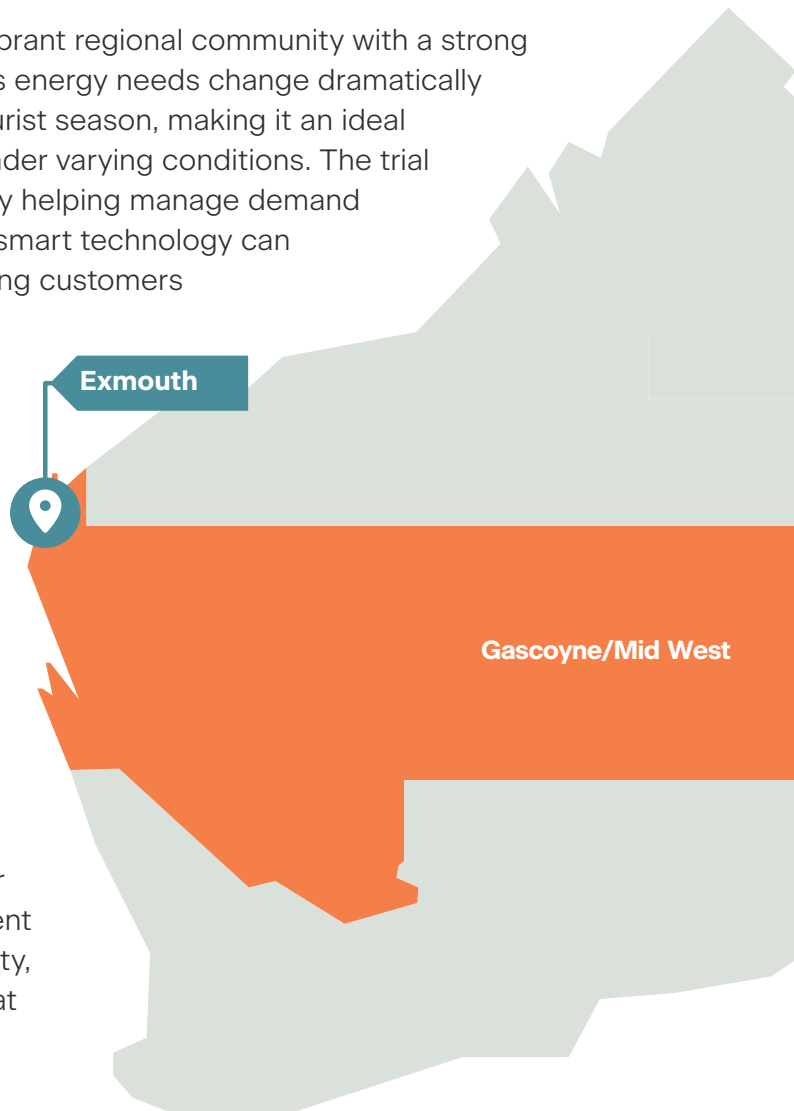 brant regional community with a strong
s energy needs change dramatically
urist season, making it an ideal
nder varying conditions. The trial
y helping manage demand
smart technology can
ng customers
Exmouth
Gascoyne/Mid West
r
ent
ty,
at